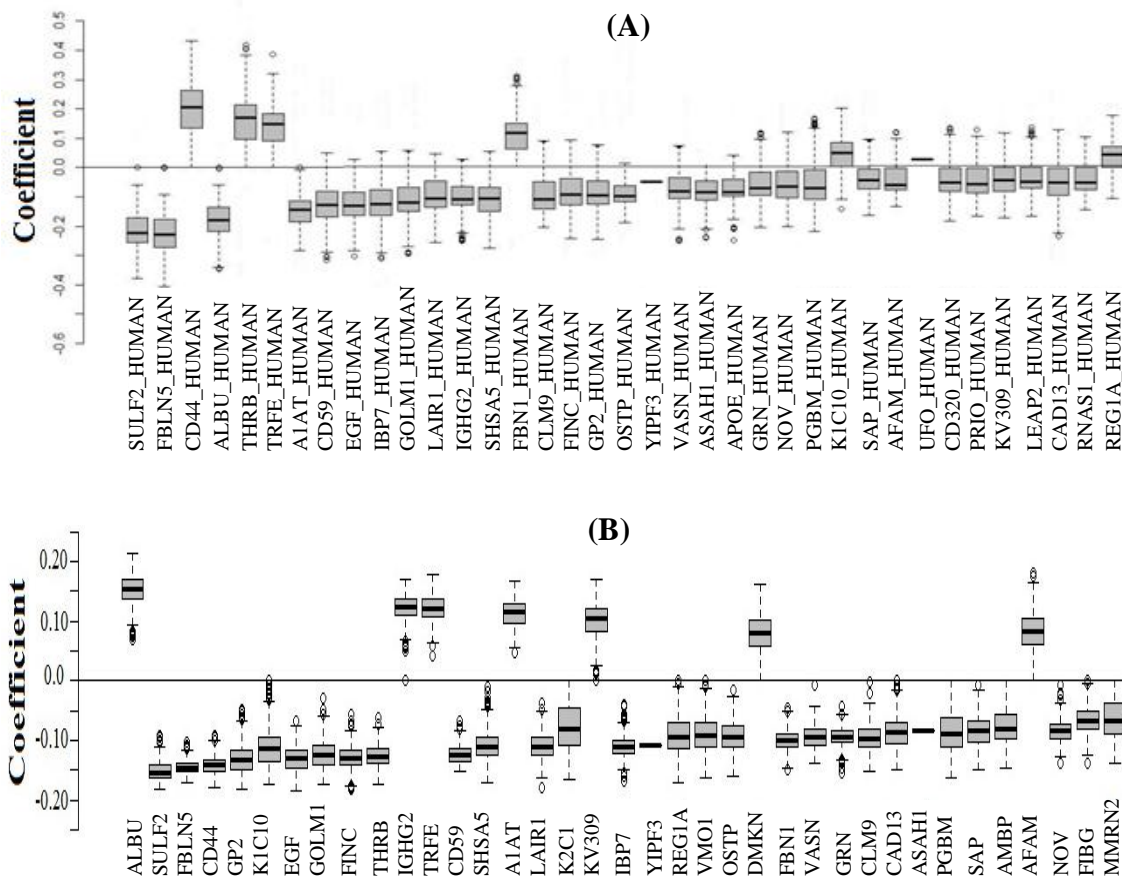 (A)
Coefficient
0.5
0.4
0.3
0.2
0.1
0.0
-0.2
-0.4
-0.6
SULF2_HUMAN
FBLN5_HUMAN
CD44_HUMAN
ALBU_HUMAN
THRB_HUMAN
TRFE_HUMAN
A1AT_HUMAN
CD59_HUMAN
EGF_HUMAN
IBP7_HUMAN
GOLM1_HUMAN
LAIR1_HUMAN
IGHG2_HUMAN
SHSA5_HUMAN
FBN1_HUMAN
CLM9_HUMAN
FINC_HUMAN
GP2_HUMAN
OSTP_HUMAN
YIPF3_HUMAN
VASN_HUMAN
ASAH1_HUMAN
APOE_HUMAN
GRN_HUMAN
NOV_HUMAN
PGBM_HUMAN
K1C10_HUMAN
SAP_HUMAN
AFAM_HUMAN
UFO_HUMAN
CD320_HUMAN
PRIO_HUMAN
KV309_HUMAN
LEAP2_HUMAN
CAD13_HUMAN
RNAS1_HUMAN
REG1A_HUMAN
(B)
Coefficient
0.20
0.10
0.0
-0.10
-0.20
ALBU
SULF2
FBLN5
CD44
GP2
K1C10
EGF
GOLM1
FINC
THRB
IGHG2
TRFE
CD59
SHSA5
A1AT
LAIR1
K2C1
KV309
IBP7
YIPF3
REG1A
VMO1
OSTP
DMKN
FBN1
VASN
GRN
CLM9
CAD13
ASAH1
PGBM
SAP
AMBP
AFAM
NOV
FIBG
MMRN2